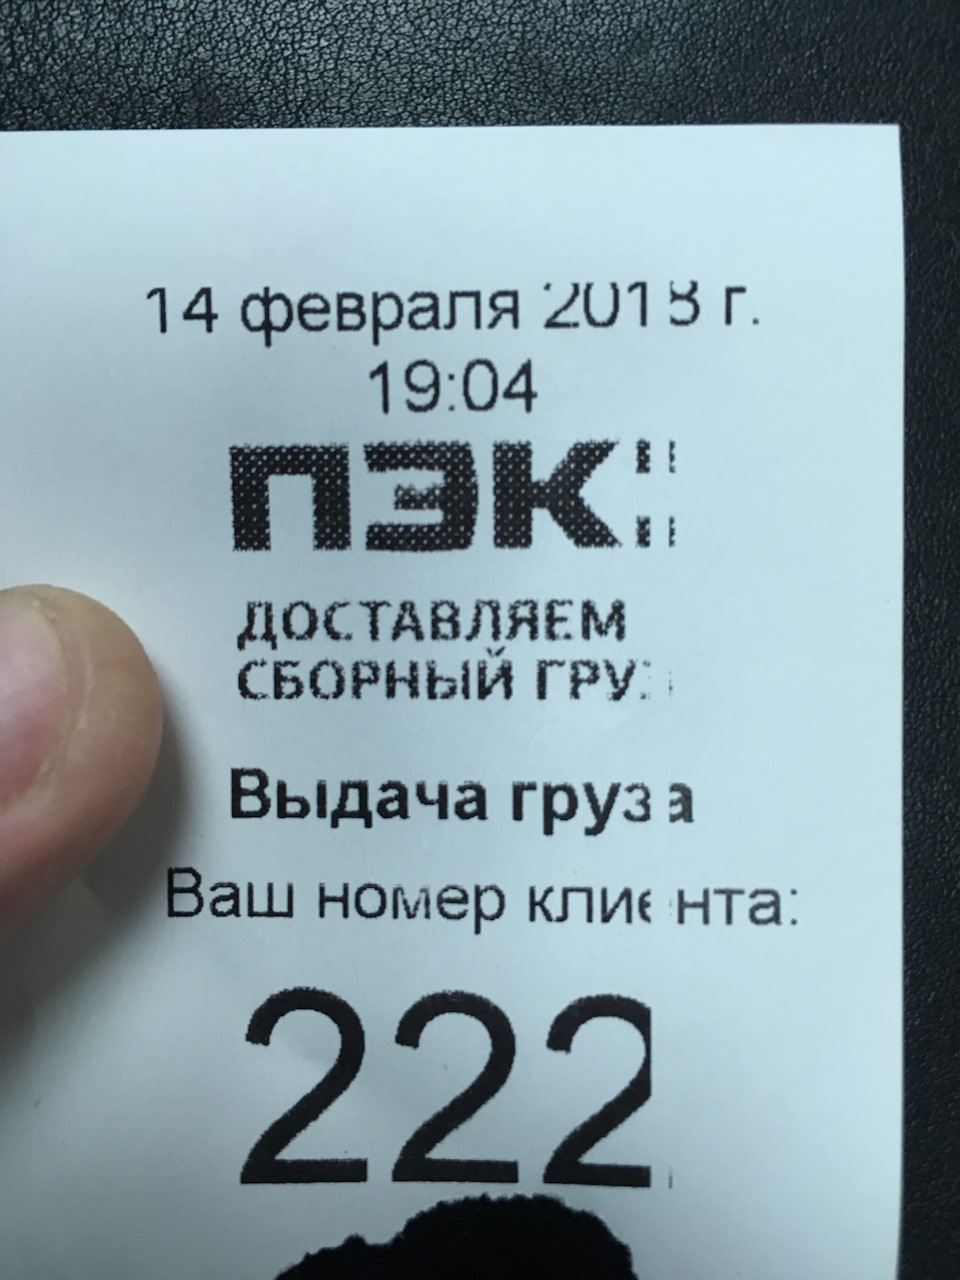 14 февраля 2018 г.
19:04
ПЭК
ДОСТАВЛЯЕМ
СБОРНЫЙ ГРУЗ
Выдача груза
Ваш номер клиента:
222